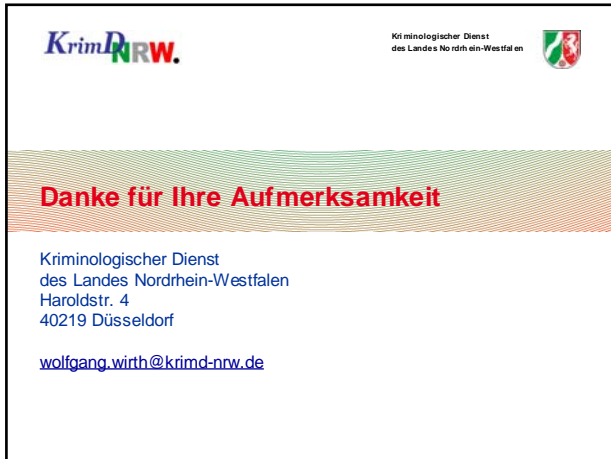 KrimDNRW.
Kriminologischer Dienst
des Landes Nordrhein-Westfalen
Danke für Ihre Aufmerksamkeit
Kriminologischer Dienst
des Landes Nordrhein-Westfalen
Haroldstr. 4
40219 Düsseldorf
wolfgang.wirth@krimd-nrw.de